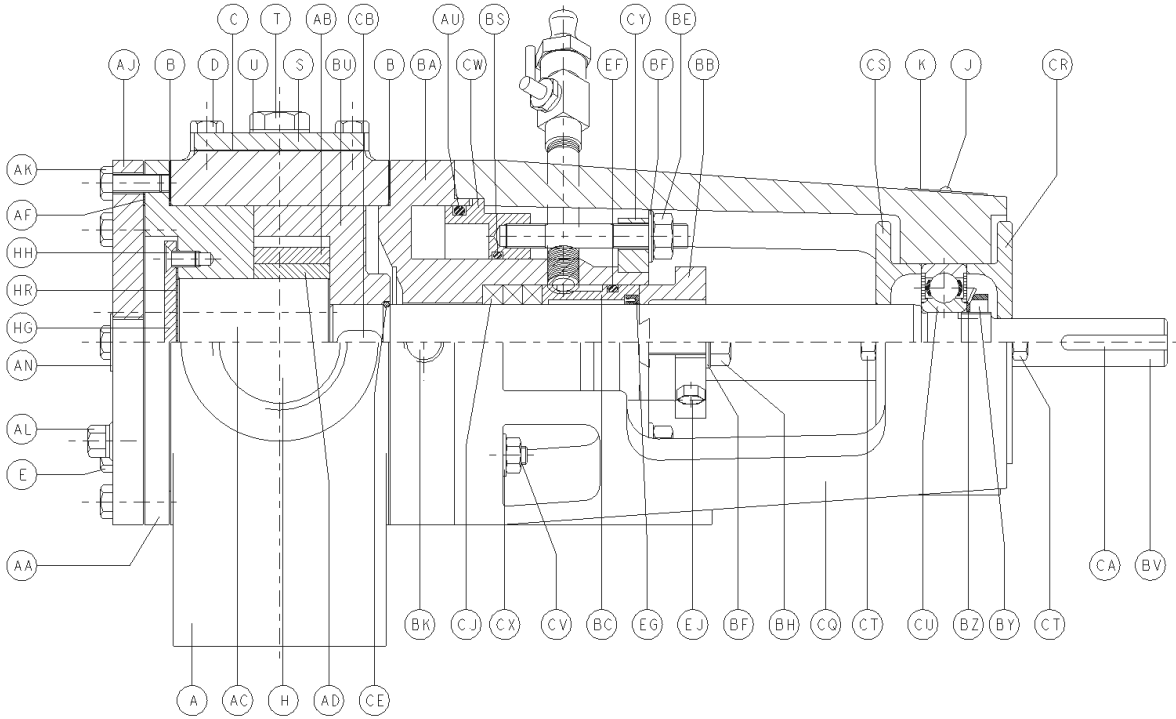 C T AB CB AU BS CY BE
AJ B D U S BU B BA CW EF BF BB CS K J CR
AK
AF
HH
HR
HG
AN
AL
E
AA
CA BV
BK CJ CX CV BC EG EJ BF BH CQ CT CU BZ BY CT
A AC H AD CE